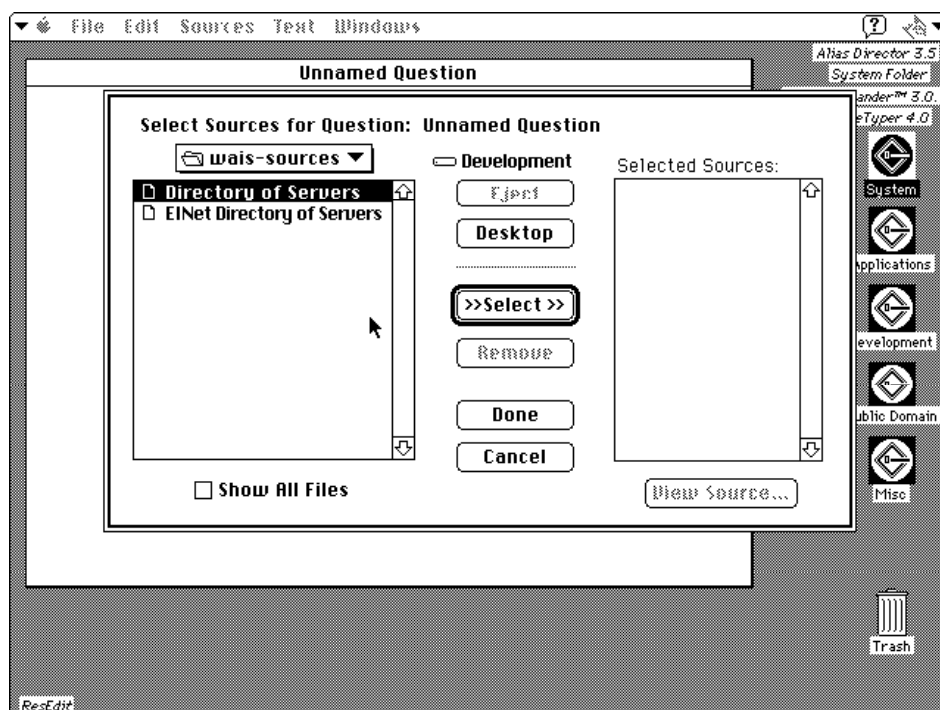 File Edit Sources Text Windows
Alias Director 3.5
System Folder
ander™ 3.0.
eTyper 4.0
Unnamed Question
Select Sources for Question: Unnamed Question
wais-sources
Development
Selected Sources:
Directory of Servers
EINet Directory of Servers
Eject
Desktop
>>Select >>
Remove
Done
Cancel
Show All Files
View Source...
System
pplications
evelopment
ublic Domain
Misc
Trash
ResEdit